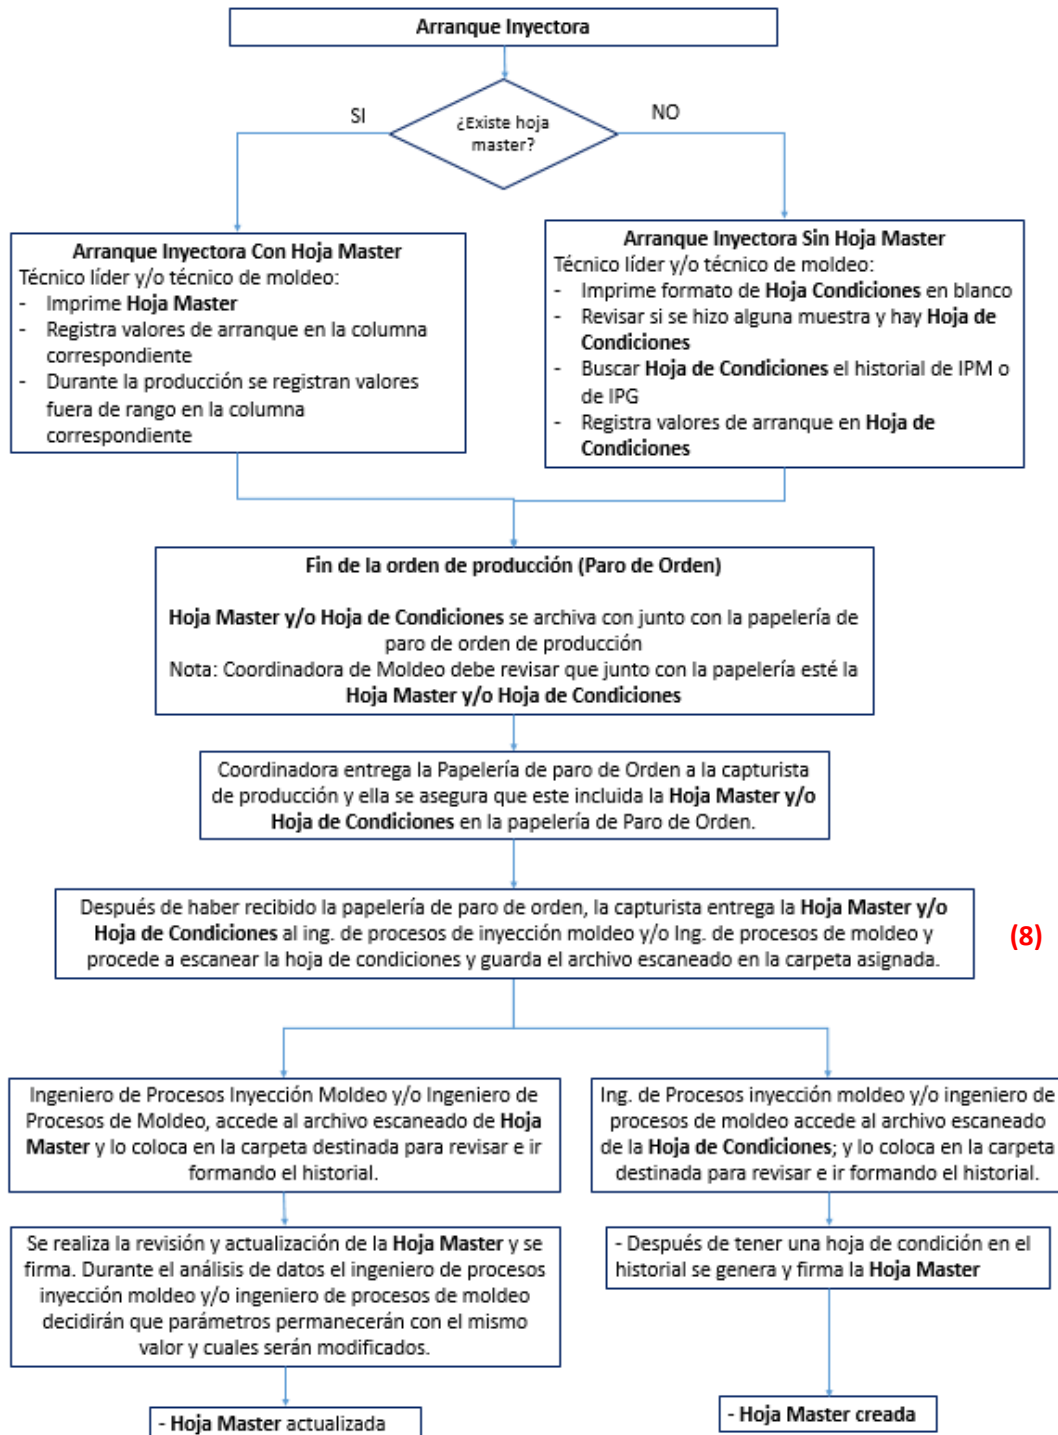 Arranque Inyectora
SI
¿Existe hoja
master?
NO
Arranque Inyectora Con Hoja Master
Técnico líder y/o técnico de moldeo:
- Imprime Hoja Master
- Registra valores de arranque en la columna
correspondiente
- Durante la producción se registran valores
fuera de rango en la columna
correspondiente
Arranque Inyectora Sin Hoja Master
Técnico líder y/o técnico de moldeo:
- Imprime formato de Hoja Condiciones en blanco
- Revisar si se hizo alguna muestra y hay Hoja de
Condiciones
- Buscar Hoja de Condiciones el historial de IPM o
de IPG
- Registra valores de arranque en Hoja de
Condiciones
Fin de la orden de producción (Paro de Orden)
Hoja Master y/o Hoja de Condiciones se archiva con junto con la papelería de
paro de orden de producción
Nota: Coordinadora de Moldeo debe revisar que junto con la papelería esté la
Hoja Master y/o Hoja de Condiciones
Coordinadora entrega la Papelería de paro de Orden a la capturista
de producción y ella se asegura que este incluida la Hoja Master y/o
Hoja de Condiciones en la papelería de Paro de Orden.
Después de haber recibido la papelería de paro de orden, la capturista entrega la Hoja Master y/o
Hoja de Condiciones al ing. de procesos de inyección moldeo y/o Ing. de procesos de moldeo y
procede a escanear la hoja de condiciones y guarda el archivo escaneado en la carpeta asignada.
(8)
Ingeniero de Procesos Inyección Moldeo y/o Ingeniero de
Procesos de Moldeo, accede al archivo escaneado de Hoja
Master y lo coloca en la carpeta destinada para revisar e ir
formando el historial.
Ing. de Procesos inyección moldeo y/o ingeniero de
procesos de moldeo accede al archivo escaneado
de la Hoja de Condiciones; y lo coloca en la carpeta
destinada para revisar e ir formando el historial.
Se realiza la revisión y actualización de la Hoja Master y se
firma. Durante el análisis de datos el ingeniero de procesos
inyección moldeo y/o ingeniero de procesos de moldeo
decidirán que parámetros permanecerán con el mismo
valor y cuales serán modificados.
- Después de tener una hoja de condición en el
historial se genera y firma la Hoja Master
- Hoja Master actualizada
- Hoja Master creada